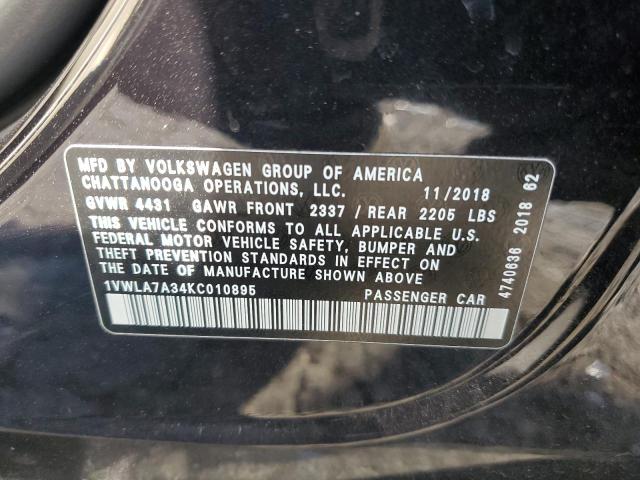 MFD BY VOLKSWAGEN GROUP OF AMERICA
CHATTANOOGA OPERATIONS, LLC. 11/2018
GVWR 4431 GAWR FRONT 2337 / REAR 2205 LBS
THIS VEHICLE CONFORMS TO ALL APPLICABLE U.S.
FEDERAL MOTOR VEHICLE SAFETY, BUMPER AND
THEFT PREVENTION STANDARDS IN EFFECT ON
THE DATE OF MANUFACTURE SHOWN ABOVE
1VWLA7A34KC010895 PASSENGER CAR
4740636 2018 62